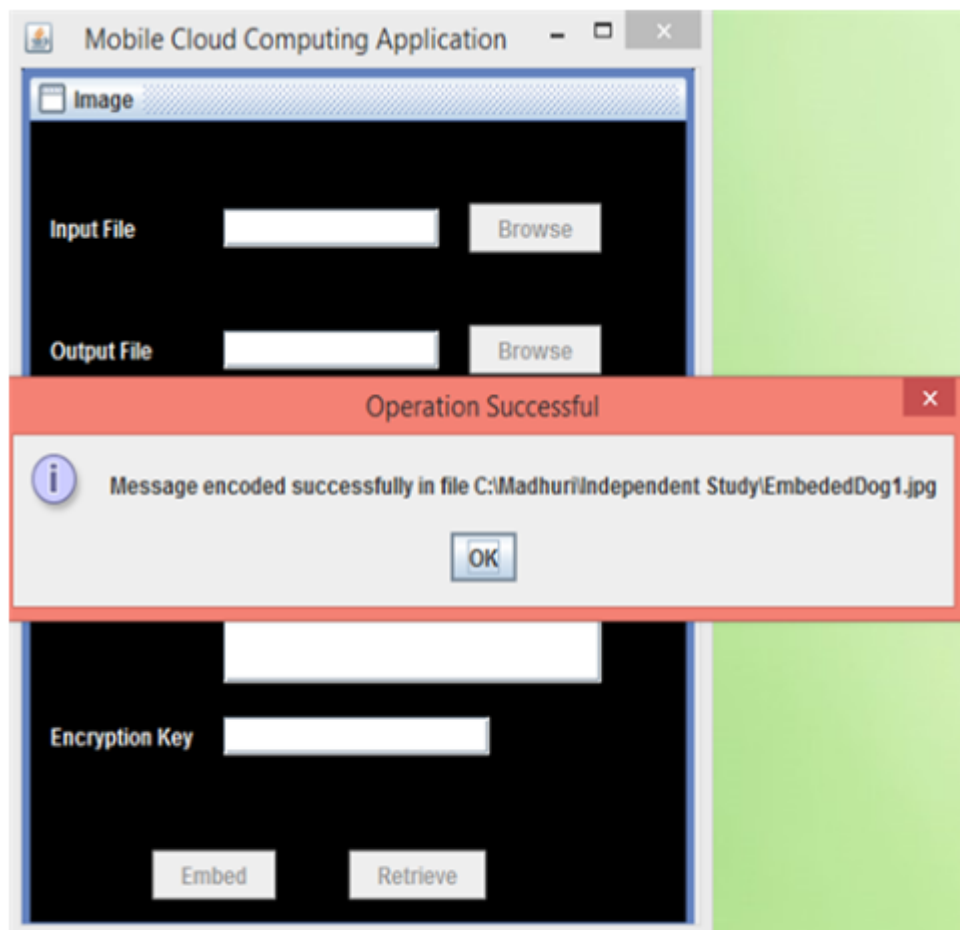 Mobile Cloud Computing Application
Image
Input File Browse
Output File Browse
Operation Successful
Message encoded successfully in file C:\Madhuri\Independent Study\EmbededDog1.jpg
OK
Encryption Key
Embed Retrieve